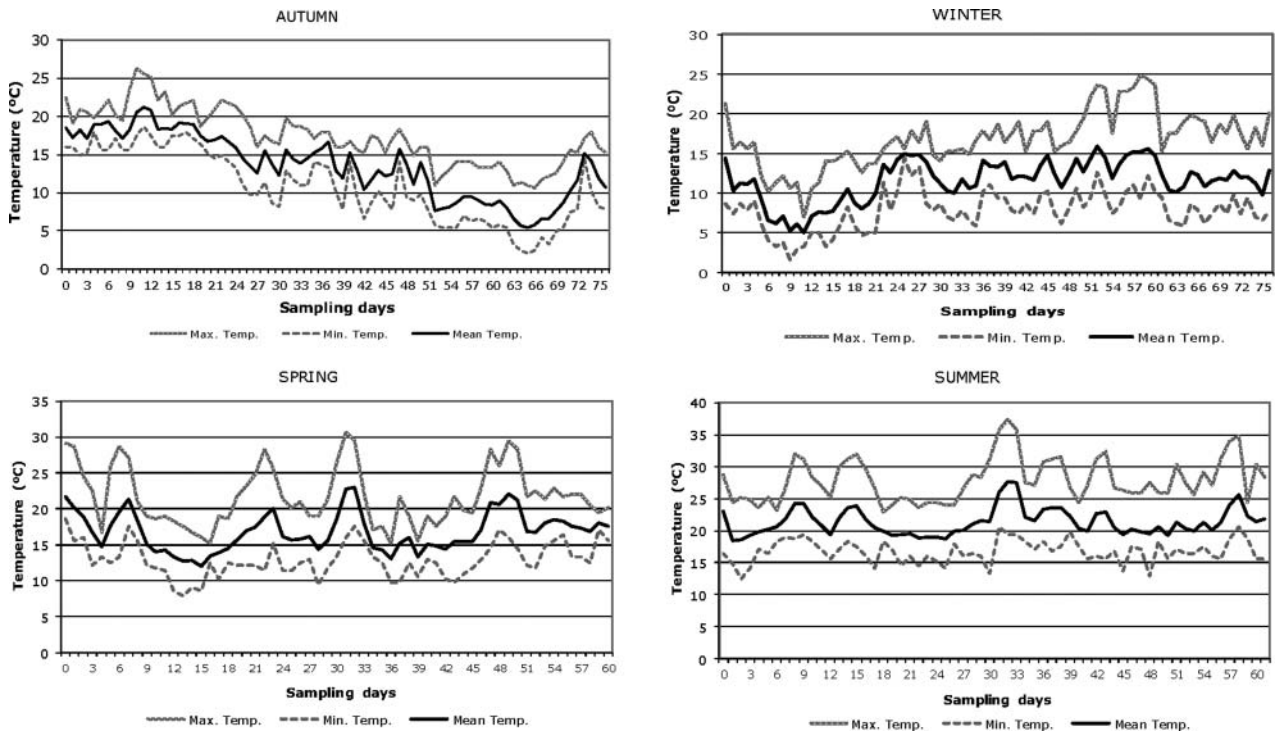 AUTUMN
Temperature (°C)
30
25
20
15
10
5
0
0 3 6 9 12 15 18 21 24 27 30 33 36 39 42 45 48 51 54 57 60 63 66 69 72 75
Sampling days
Max. Temp. Min. Temp. Mean Temp.
WINTER
Temperature (°C)
30
25
20
15
10
5
0
0 3 6 9 12 15 18 21 24 27 30 33 36 39 42 45 48 51 54 57 60 63 66 69 72 75
Sampling days
Max. Temp. Min. Temp. Mean Temp.
SPRING
Temperature (°C)
35
30
25
20
15
10
5
0
0 3 6 9 12 15 18 21 24 27 30 33 36 39 42 45 48 51 54 57 60
Sampling days
Max. Temp. Min. Temp. Mean Temp.
SUMMER
Temperature (°C)
40
35
30
25
20
15
10
5
0
0 3 6 9 12 15 18 21 24 27 30 33 36 39 42 45 48 51 54 57 60
Sampling days
Max. Temp. Min. Temp. Mean Temp.